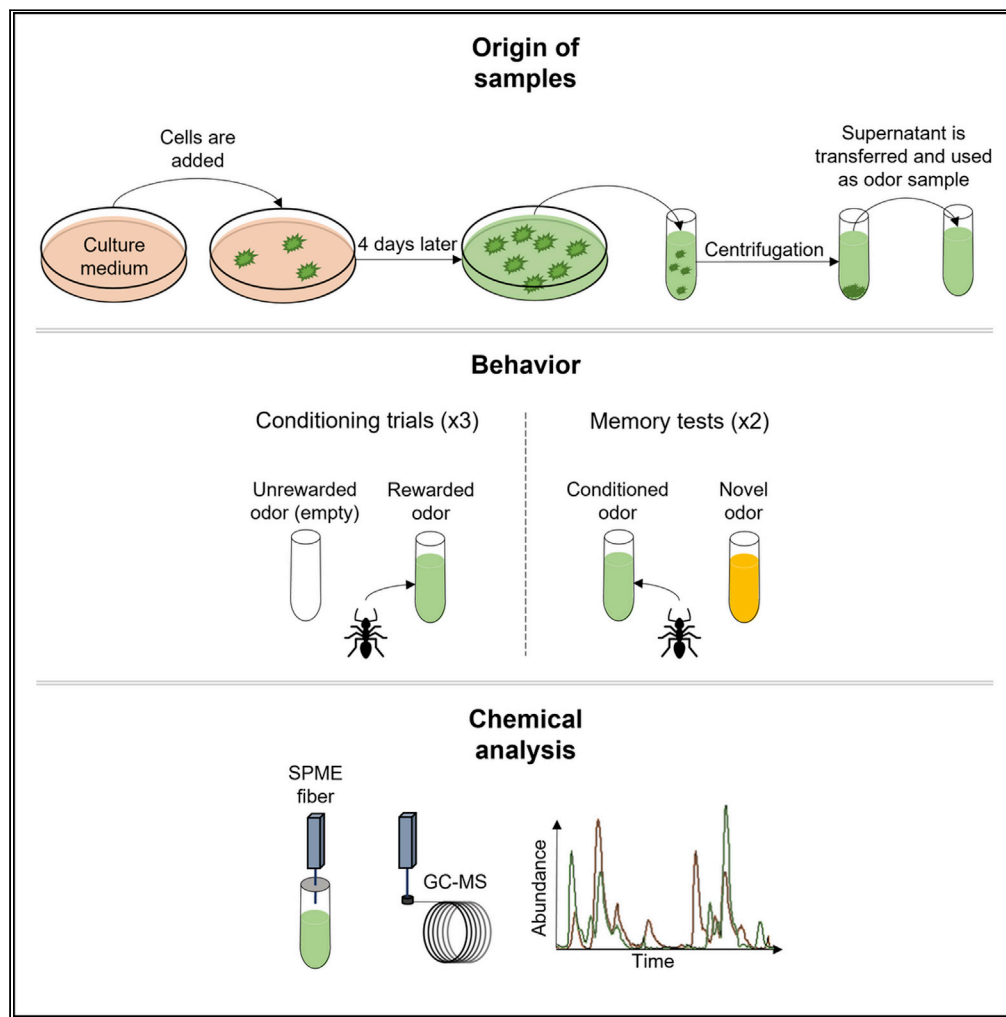 Origin of
samples
Cells are
added
Culture
medium
4 days later
Centrifugation
Supernatant is
transferred and used
as odor sample
Behavior
Conditioning trials (x3)
Unrewarded
odor (empty)
Rewarded
odor
Memory tests (x2)
Conditioned
odor
Novel
odor
Chemical
analysis
SPME
fiber
GC-MS
Abundance
Time